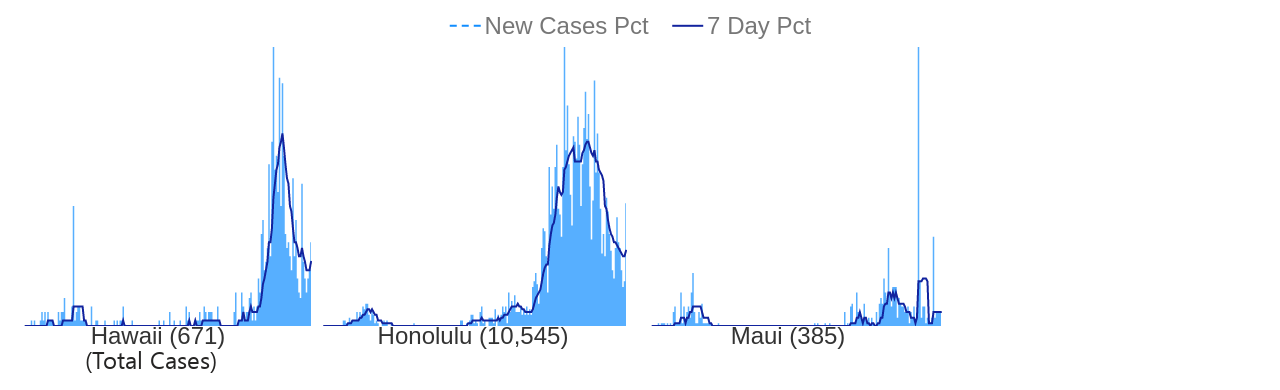 New Cases Pct 7 Day Pct
Hawaii (671) Honolulu (10,545) Maui (385)
(Total Cases)